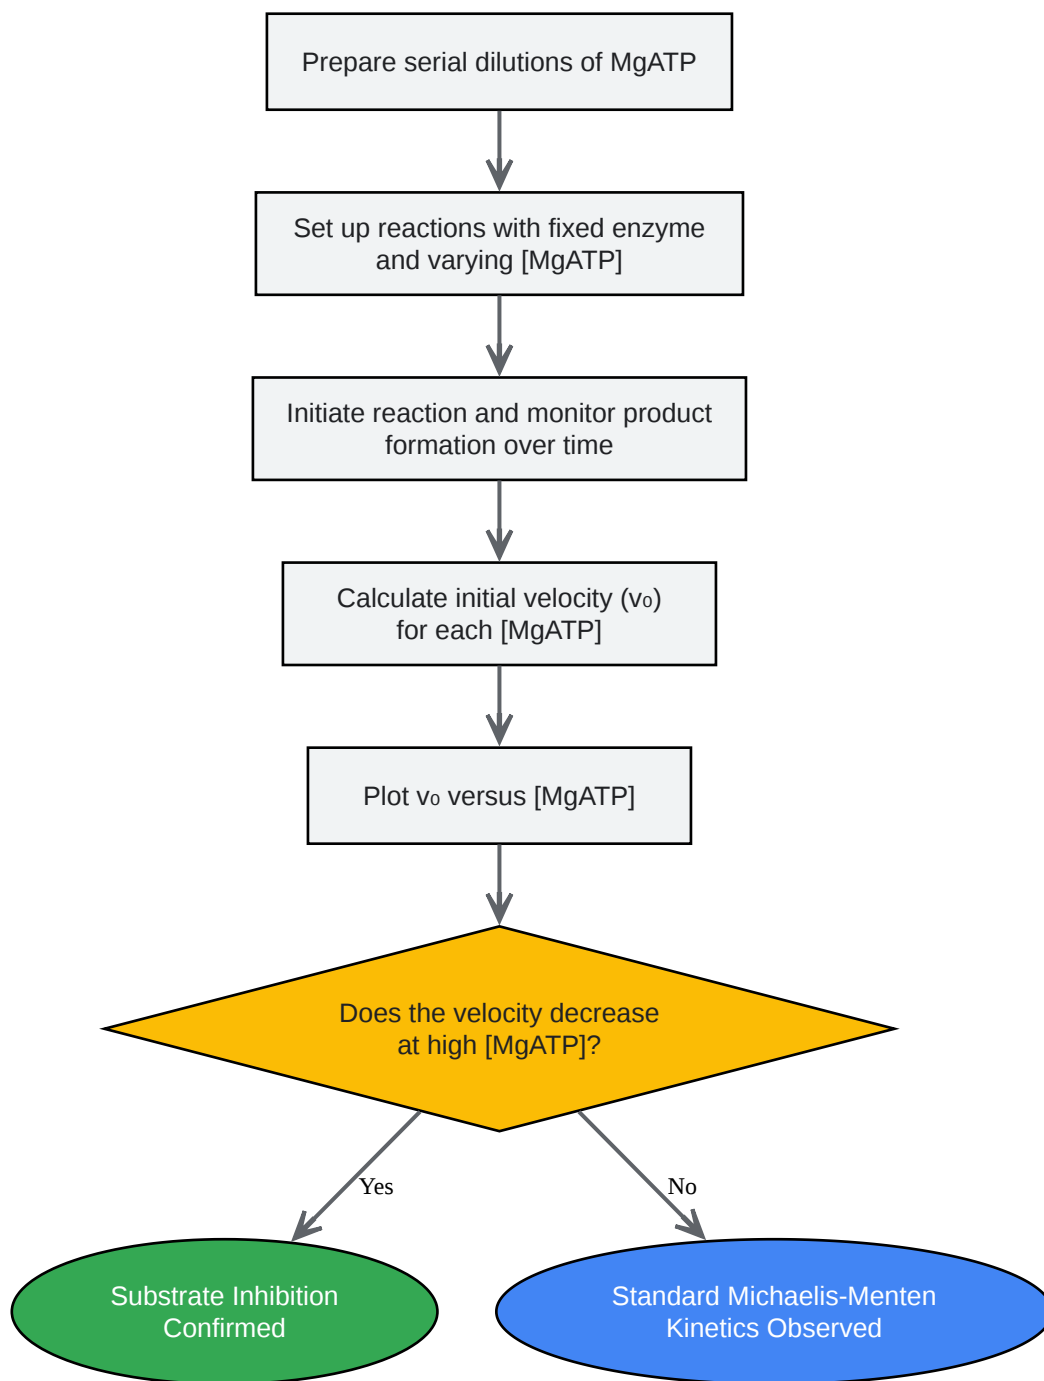 Prepare serial dilutions of MgATP
Set up reactions with fixed enzyme
and varying [MgATP]
Initiate reaction and monitor product
formation over time
Calculate initial velocity (v₀)
for each [MgATP]
Plot v₀ versus [MgATP]
Does the velocity decrease
at high [MgATP]?
Yes
No
Substrate Inhibition
Confirmed
Standard Michaelis-Menten
Kinetics Observed